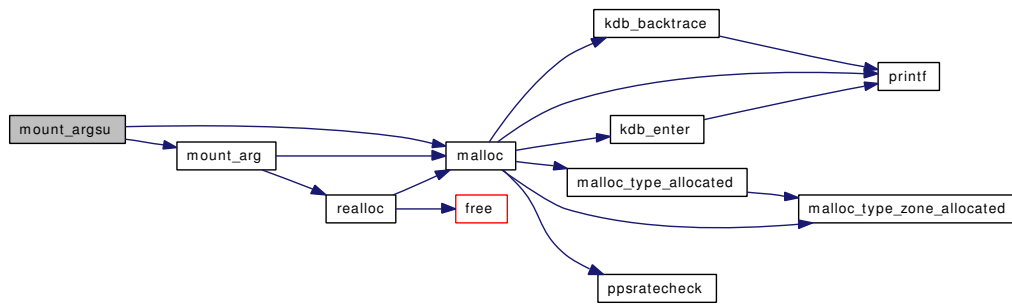 kdb_backtrace
printf
mount_argsu
kdb_enter
mount_arg
malloc
malloc_type_allocated
realloc
free
malloc_type_zone_allocated
ppsratecheck